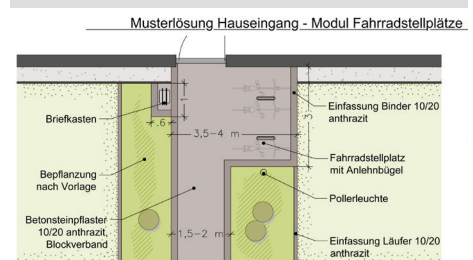 Musterlösung Hauseingang - Modul Fahrradstellplätze
Briefkasten
Bepflanzung
nach Vorlage
Betonsteinpflaster
10/20 anthrazit,
Blockverband
1
.6
3,5-4 m
3
1,5-2 m
Einfassung Binder 10/20
anthrazit
Fahrradstellplatz
mit Anlehnbügel
Pollerleuchte
Einfassung Läufer 10/20
anthrazit